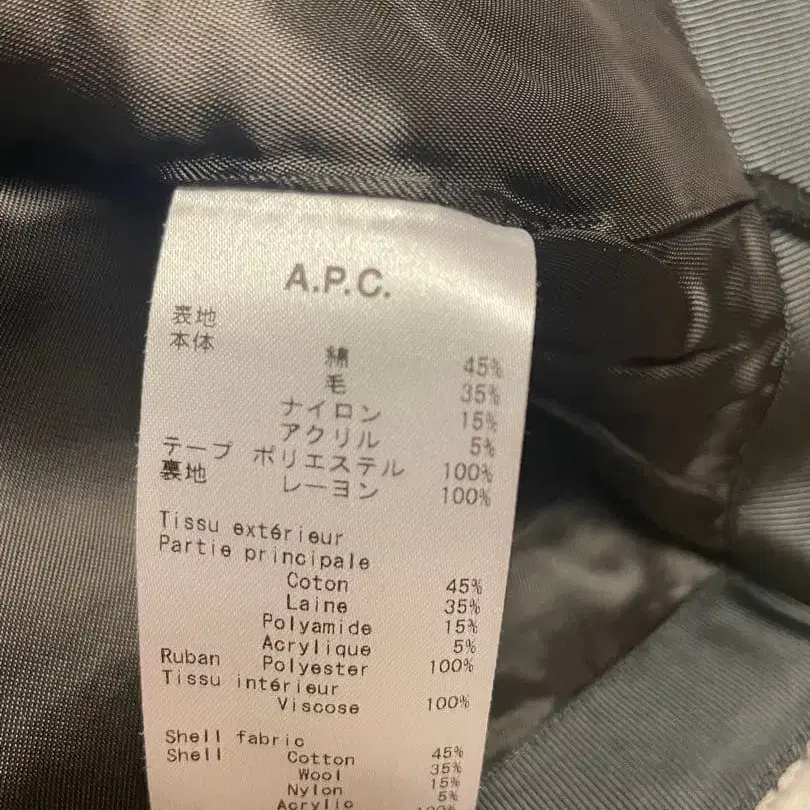 A.P.C.
表地
本体
綿 45%
毛 35%
ナイロン 15%
アクリル 5%
テープ ポリエステル 100%
裏地 レーヨン 100%
Tissu extérieur
Partie principale
Coton 45%
Laine 35%
Polyamide 15%
Acrylique 5%
Ruban Polyester 100%
Tissu intérieur
Viscose 100%
Shell fabric
Shell Cotton 45%
Wool 35%
Nylon 15%
Acrylic 5%
100%